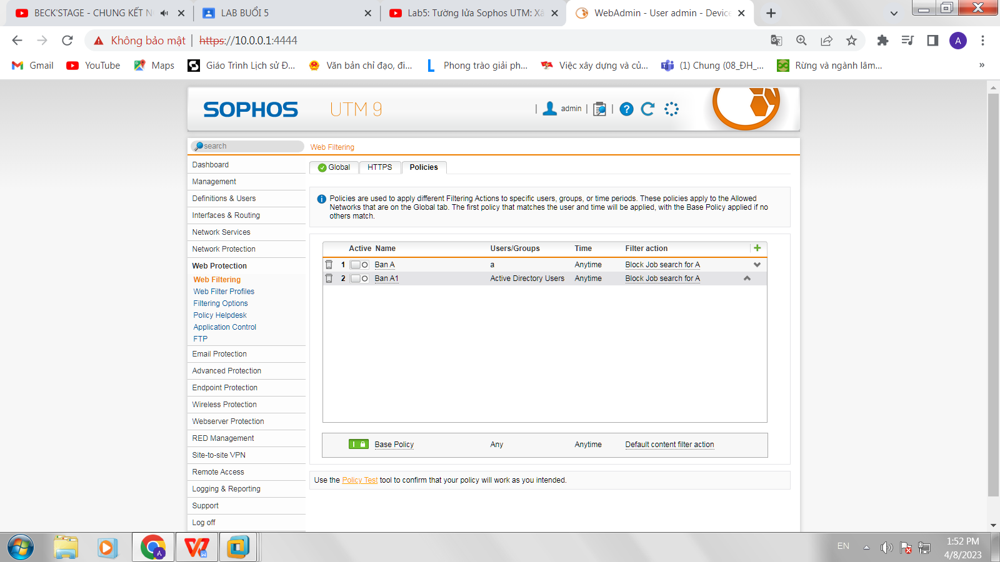 BECK'STAGE - CHUNG KẾT N
LAB BUỔI 5
Lab5: Tường lửa Sophos UTM: Xâ
WebAdmin - User admin - Device
Không bảo mật
https://10.0.0.1:4444
A
Gmail
YouTube
Maps
Giáo Trình Lịch sử Đ...
Văn bản chỉ đạo, đi...
Phong trào giải ph...
Việc xây dựng và củ...
(1) Chung (08_ĐH_...
Rừng và ngành lâm...
»
SOPHOS
UTM 9
admin
search
Web Filtering
Dashboard
Management
Definitions & Users
Interfaces & Routing
Network Services
Network Protection
Web Protection
Web Filtering
Web Filter Profiles
Filtering Options
Policy Helpdesk
Application Control
FTP
Email Protection
Advanced Protection
Endpoint Protection
Wireless Protection
Webserver Protection
RED Management
Site-to-site VPN
Remote Access
Logging & Reporting
Support
Log off
Global
HTTPS
Policies
Policies are used to apply different Filtering Actions to specific users, groups, or time periods. These policies apply to the Allowed
Networks that are on the Global tab. The first policy that matches the user and time will be applied, with the Base Policy applied if no
others match.
Active Name Users/Groups Time Filter action
1 Ban A a Anytime Block Job search for A
2 Ban A1 Active Directory Users Anytime Block Job search for A
Base Policy Any Anytime Default content filter action
Use the Policy Test tool to confirm that your policy will work as you intended.
EN
1:52 PM
4/8/2023